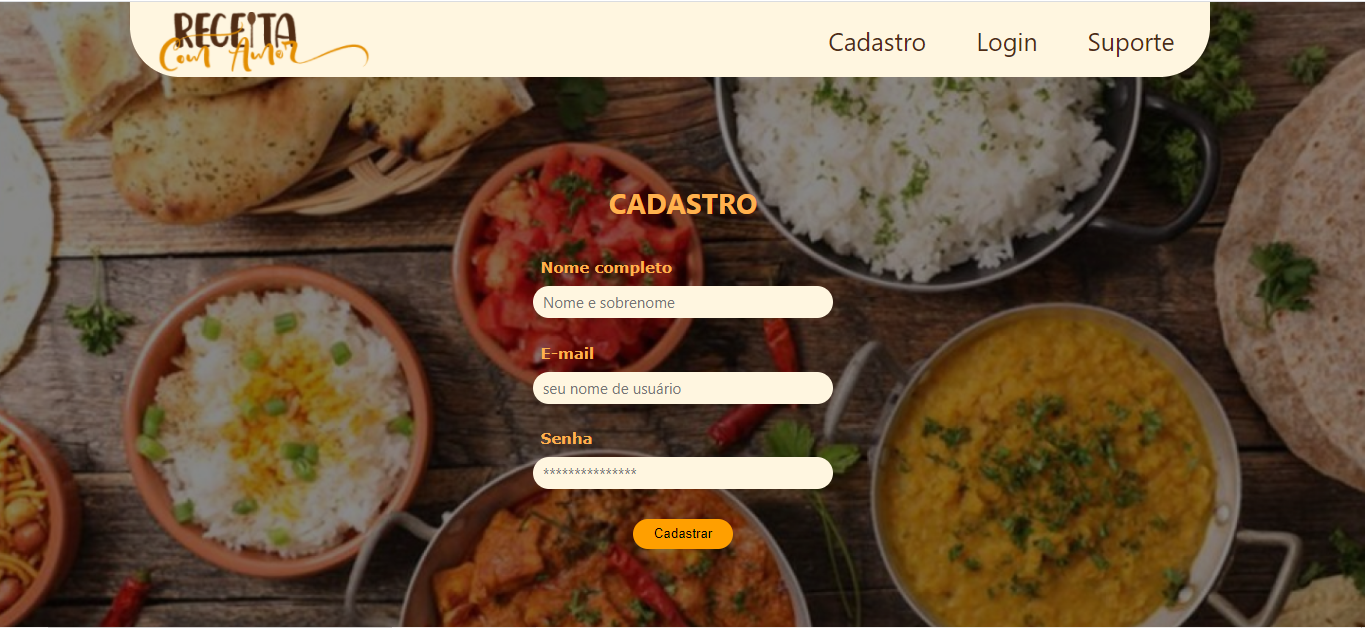 RECEITA
Com Amor
Cadastro Login Suporte
CADASTRO
Nome completo
Nome e sobrenome
E-mail
seu nome de usuário
Senha
***************
Cadastrar